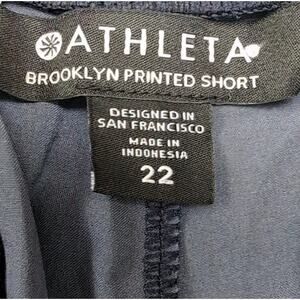 ATHLETA
BROOKLYN PRINTED SHORT
DESIGNED IN
SAN FRANCISCO
MADE IN
INDONESIA
22